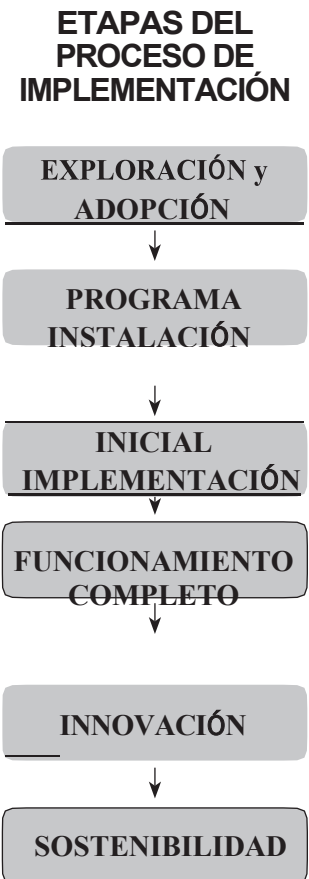 ETAPAS DEL
PROCESO DE
IMPLEMENTACIÓN
EXPLORACIÓN y
ADOPCIÓN
PROGRAMA
INSTALACIÓN
INICIAL
IMPLEMENTACIÓN
FUNCIONAMIENTO
COMPLETO
INNOVACIÓN
SOSTENIBILIDAD